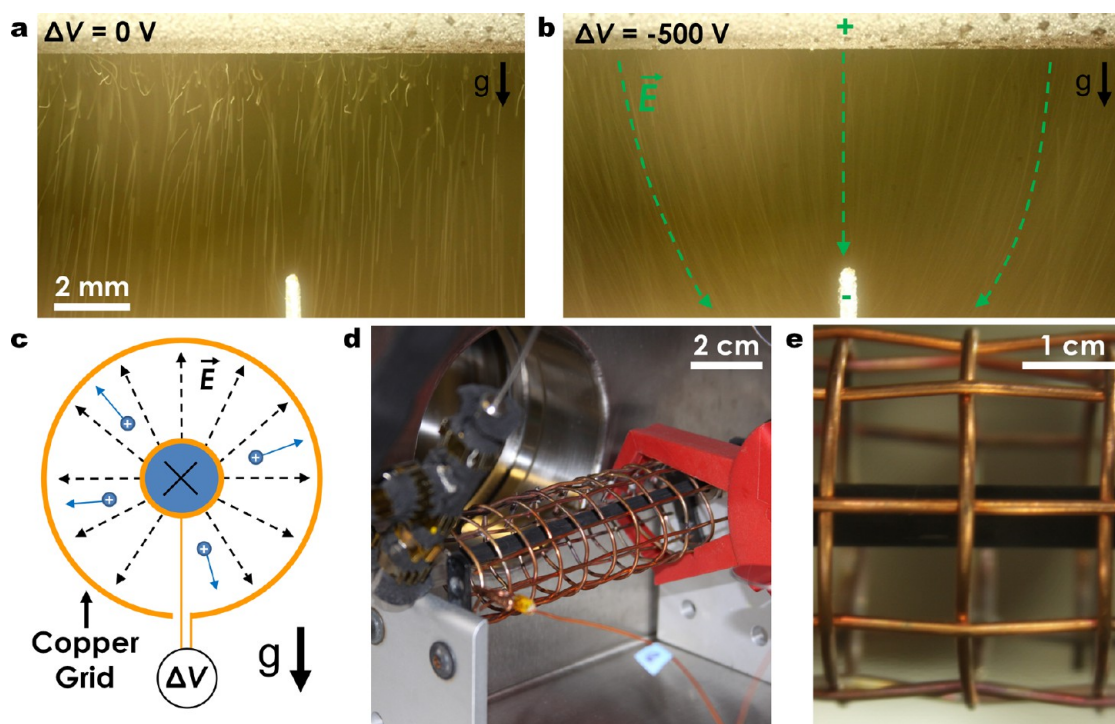 a ΔV = 0 V
g
2 mm
b ΔV = -500 V
+
E
g
-
c
E
+
+
+
+
Copper
Grid
ΔV
g
d
2 cm
e
1 cm